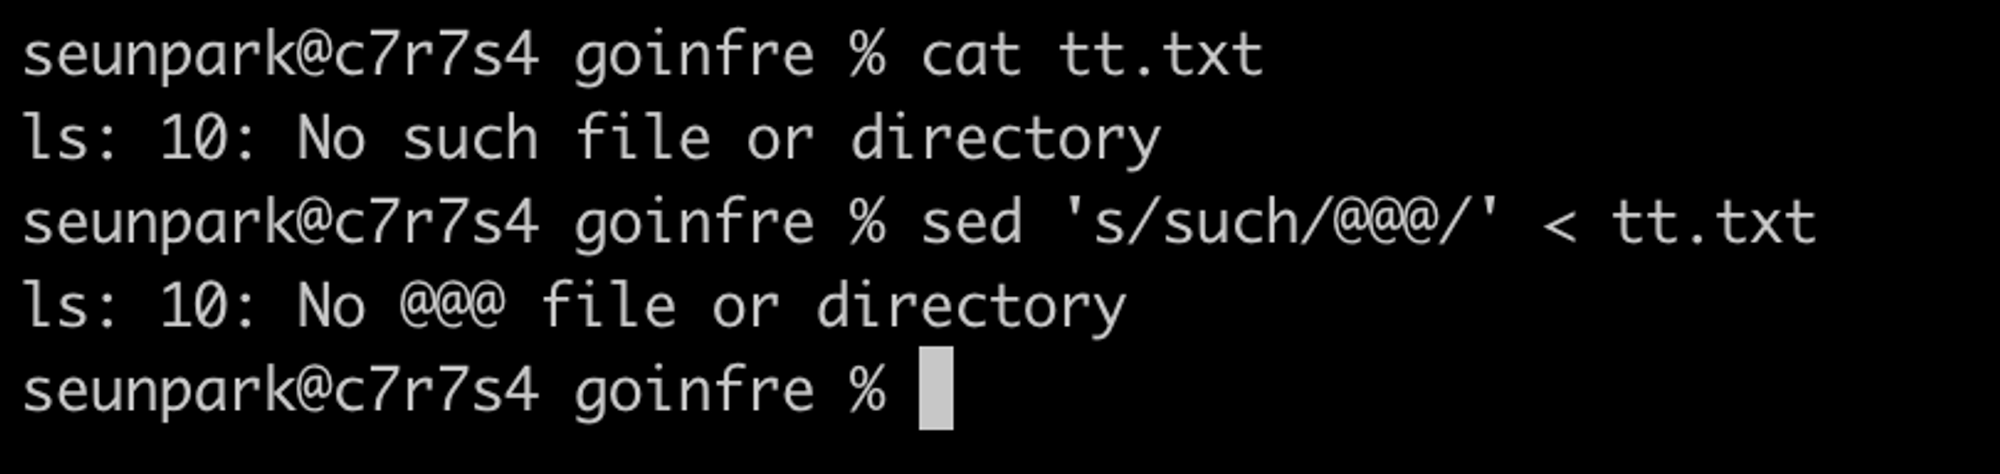 seunpark@c7r7s4 goinfre % cat tt.txt
ls: 10: No such file or directory
seunpark@c7r7s4 goinfre % sed 's/such/@@@/' < tt.txt
ls: 10: No @@@ file or directory
seunpark@c7r7s4 goinfre %